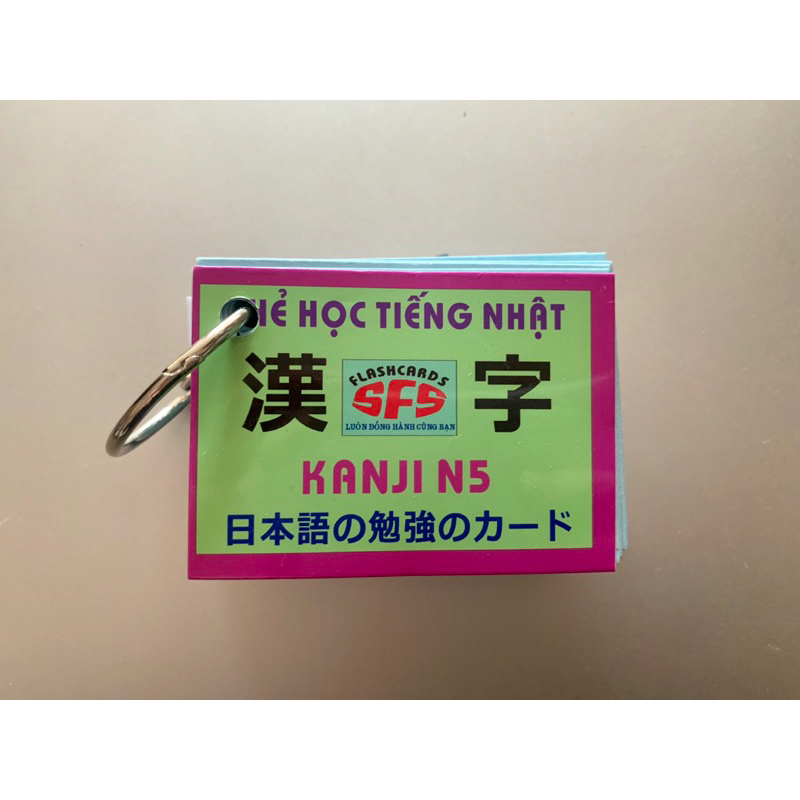 HẺ HỌC TIẾNG NHẬT
漢 字
FLASHCARDS
SFS
LUÔN ĐỒNG HÀNH CÙNG BẠN
KANJI N5
日本語の勉強のカード